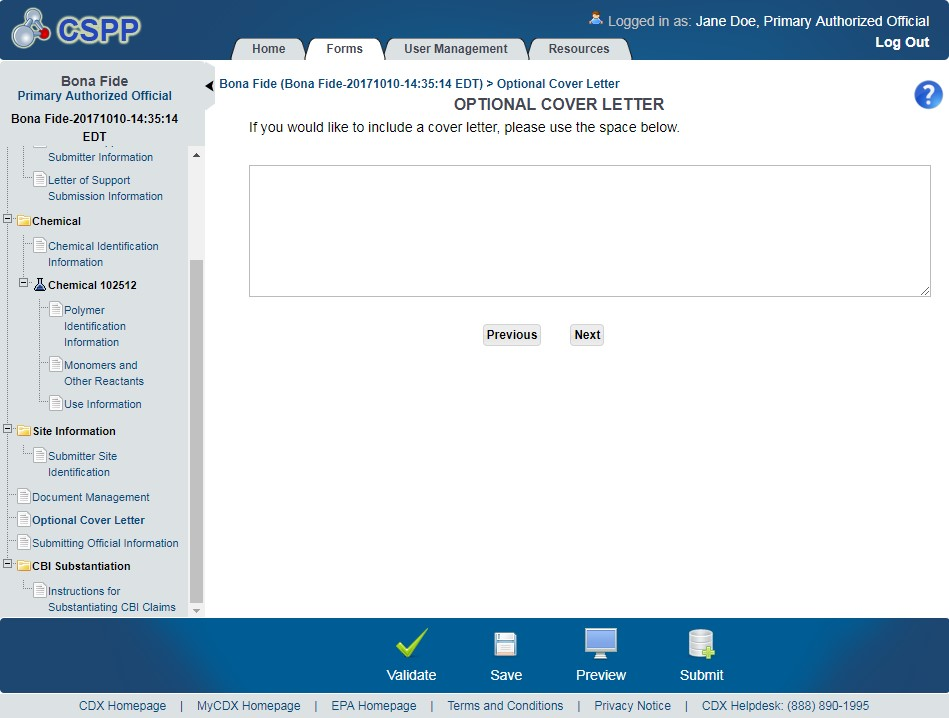 CSPP
Logged in as: Jane Doe, Primary Authorized Official
Log Out
Home
Forms
User Management
Resources
Bona Fide
Primary Authorized Official
Bona Fide-20171010-14:35:14
EDT
Submitter Information
Letter of Support
Submission Information
Chemical
Chemical Identification
Information
Chemical 102512
Polymer
Identification
Information
Monomers and
Other Reactants
Use Information
Site Information
Submitter Site
Identification
Document Management
Optional Cover Letter
Submitting Official Information
CBI Substantiation
Instructions for
Substantiating CBI Claims
Bona Fide (Bona Fide-20171010-14:35:14 EDT) > Optional Cover Letter
OPTIONAL COVER LETTER
?
If you would like to include a cover letter, please use the space below.
Previous
Next
Validate
Save
Preview
Submit
CDX Homepage | MyCDX Homepage | EPA Homepage | Terms and Conditions | Privacy Notice | CDX Helpdesk: (888) 890-1995